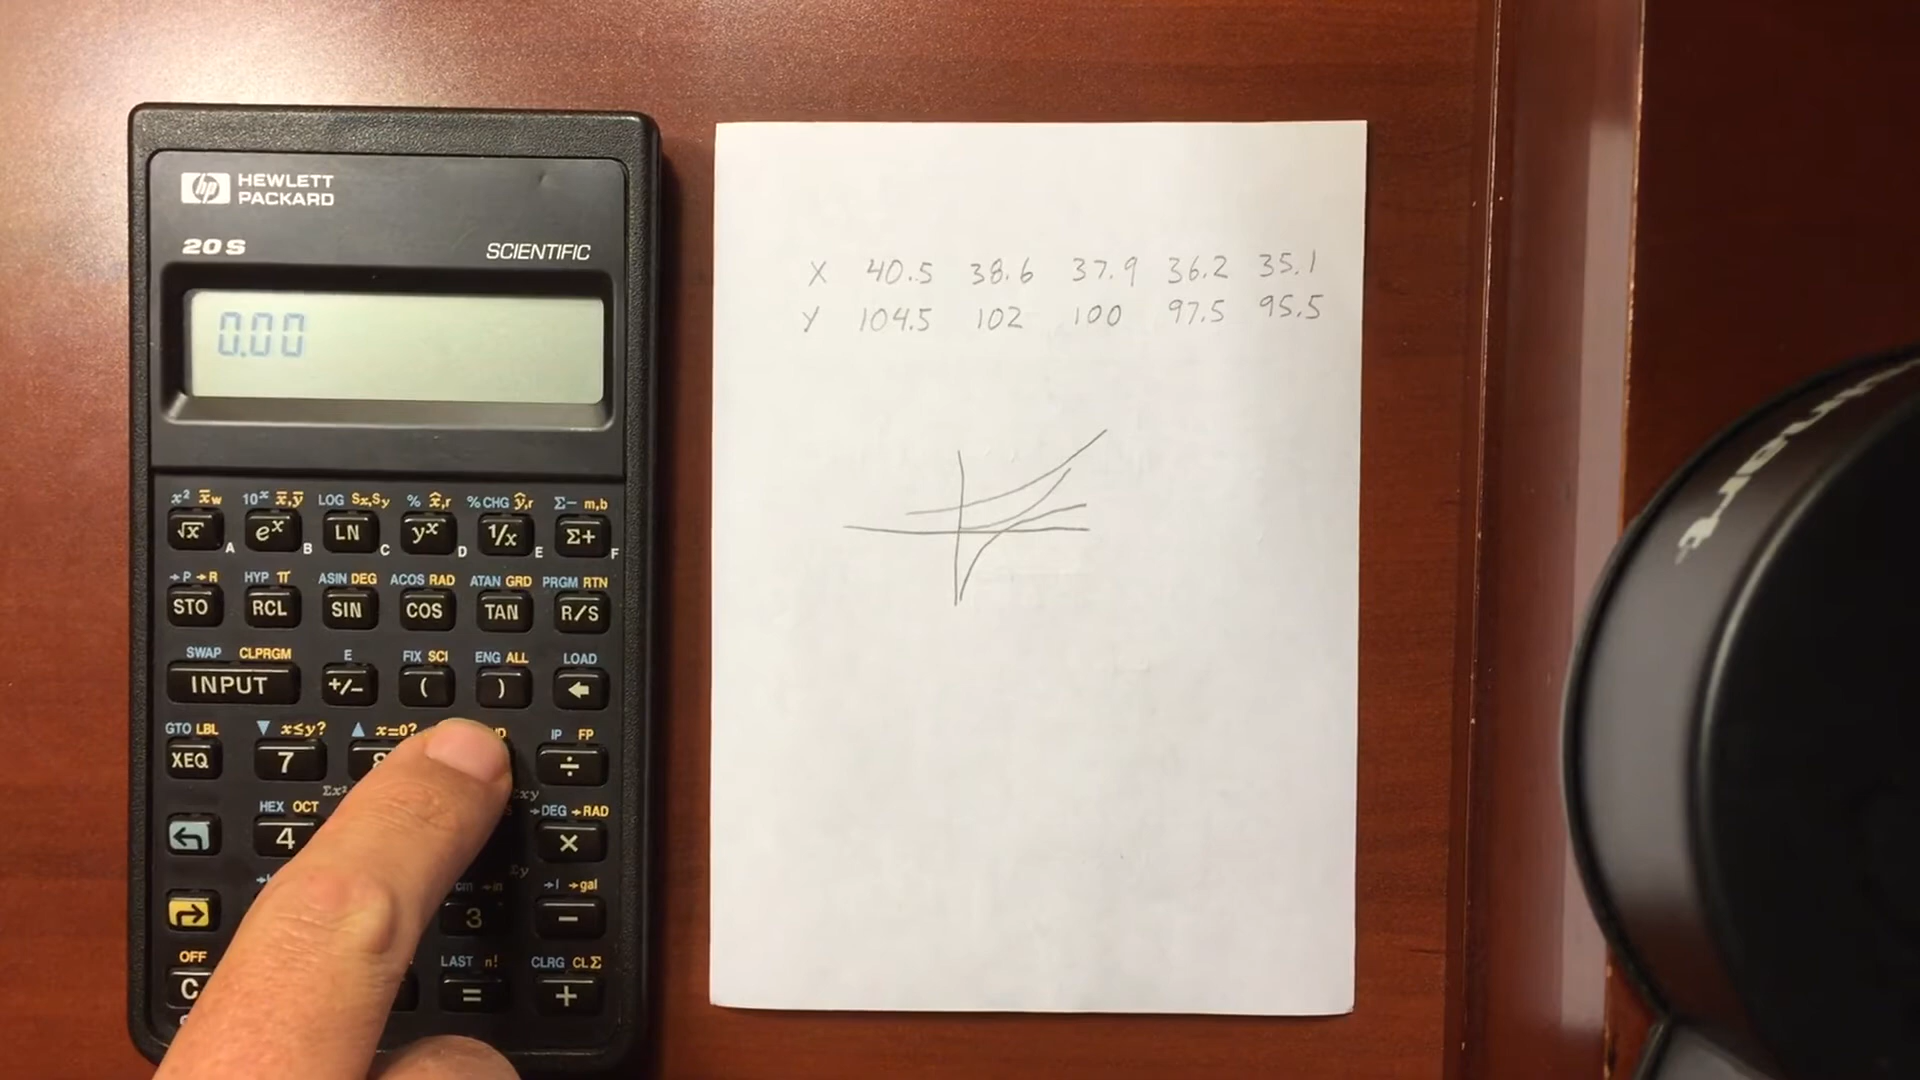 hp HEWLETT PACKARD
20S SCIENTIFIC
0.00
x² x̄w 10ˣ x̄,ȳ LOG Sx,Sy % x̂,r %CHG ŷ,r Σ− m,b
√x A eˣ B LN C yˣ D 1/x E Σ+ F
→P →R HYP π ASIN DEG ACOS RAD ATAN GRD PRGM RTN
STO RCL SIN COS TAN R/S
SWAP CLPRGM E FIX SCI ENG ALL LOAD
INPUT +/− ( ) ←
GTO LBL ▼ x≤y? ▲ x=0? IP FP
XEQ 7 8 ÷
HEX OCT →DEG →RAD
4 ×
cm →in →l →gal
3 −
OFF LAST n! CLRG CLΣ
C = +
X 40.5 38.6 37.9 36.2 35.1
Y 104.5 102 100 97.5 95.5